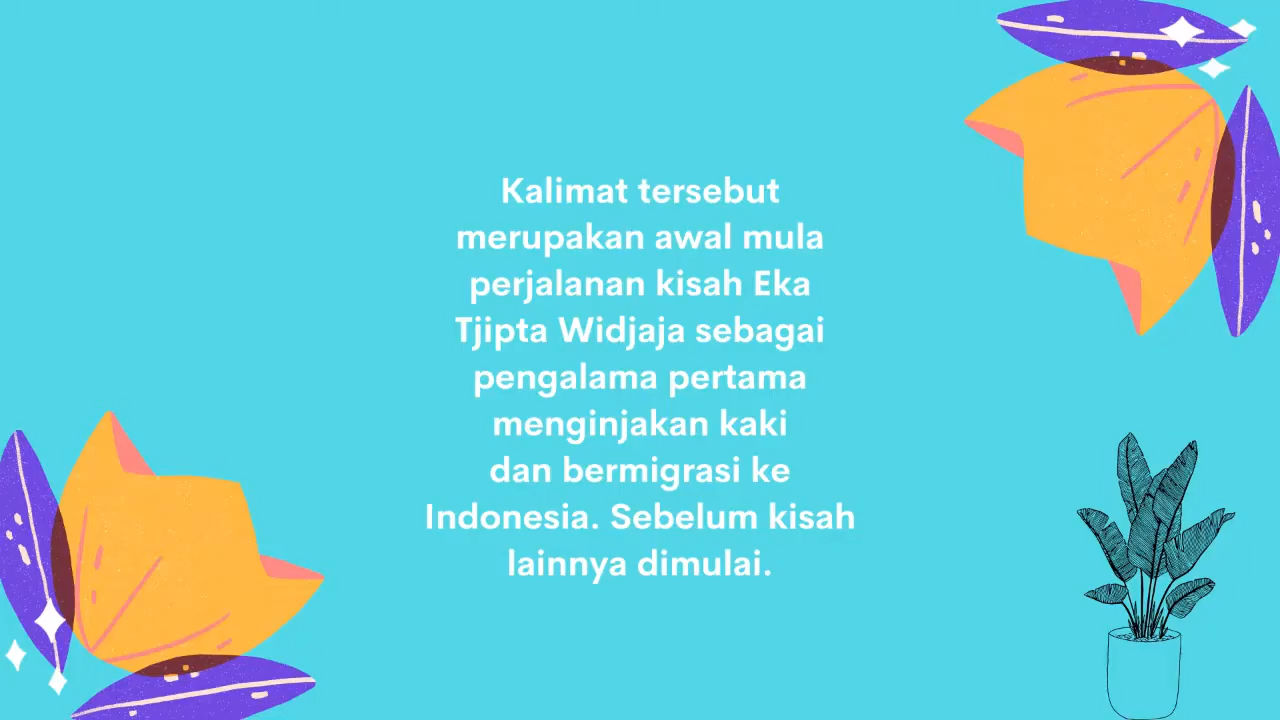 Kalimat tersebut
merupakan awal mula
perjalanan kisah Eka
Tjipta Widjaja sebagai
pengalama pertama
menginjakan kaki
dan bermigrasi ke
Indonesia. Sebelum kisah
lainnya dimulai.